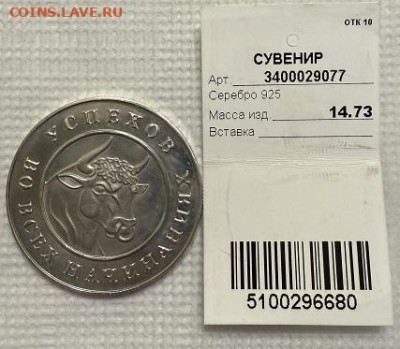 COINS.LAVE.RU
УСПЕХОВ
ВО ВСЕХ НАЧИНАНИЯХ
ОТК 10
СУВЕНИР
Арт. 3400029077
Серебро 925
Масса изд. 14.73
Вставка
5100296680